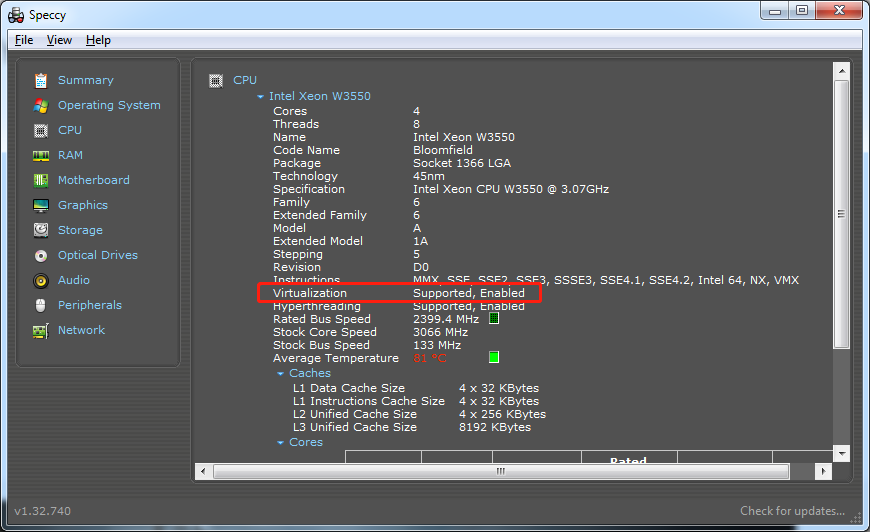 Speccy
File View Help
Summary
Operating System
CPU
RAM
Motherboard
Graphics
Storage
Optical Drives
Audio
Peripherals
Network
CPU
Intel Xeon W3550
Cores 4
Threads 8
Name Intel Xeon W3550
Code Name Bloomfield
Package Socket 1366 LGA
Technology 45nm
Specification Intel Xeon CPU W3550 @ 3.07GHz
Family 6
Extended Family 6
Model A
Extended Model 1A
Stepping 5
Revision D0
Instructions MMX, SSE, SSE2, SSE3, SSSE3, SSE4.1, SSE4.2, Intel 64, NX, VMX
Virtualization Supported, Enabled
Hyperthreading Supported, Enabled
Rated Bus Speed 2399.4 MHz
Stock Core Speed 3066 MHz
Stock Bus Speed 133 MHz
Average Temperature 81 °C
Caches
L1 Data Cache Size 4 x 32 KBytes
L1 Instructions Cache Size 4 x 32 KBytes
L2 Unified Cache Size 4 x 256 KBytes
L3 Unified Cache Size 8192 KBytes
Cores
Rated
v1.32.740
Check for updates...